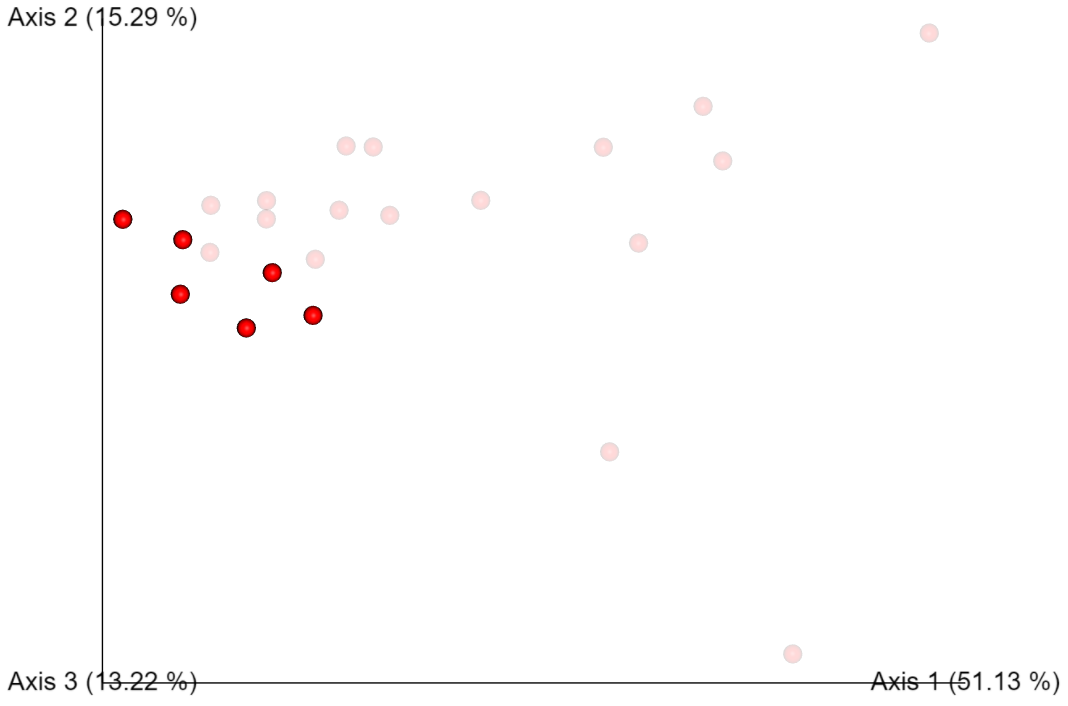 Axis 2 (15.29 %)
Axis 3 (13.22 %)
Axis 1 (51.13 %)